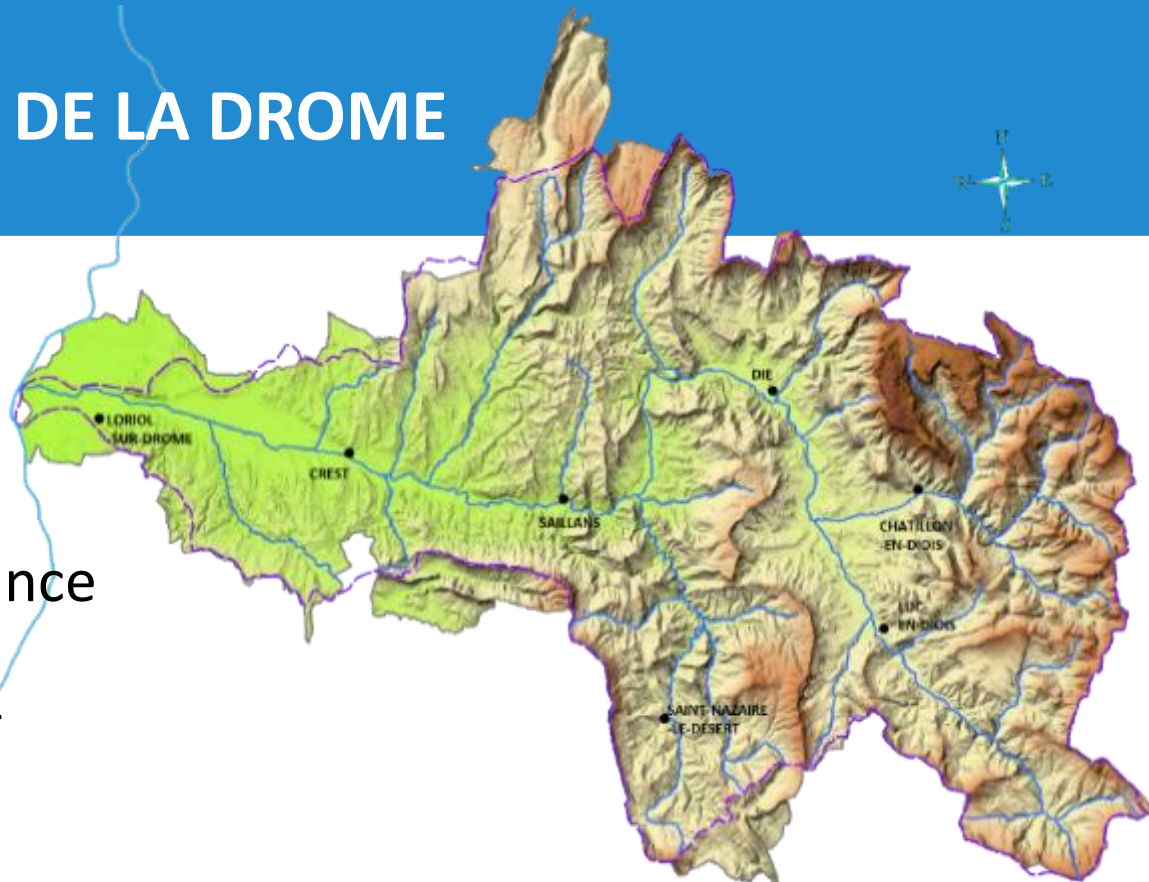 DE LA DROME
N
W E
S
DIE
LORIOL
-SUR-DROME
CREST
SAILLANS
CHATILLON
-EN-DIOIS
nce
LUC
EN-DIOIS
SAINT-NAZAIRE
-LE-DESERT